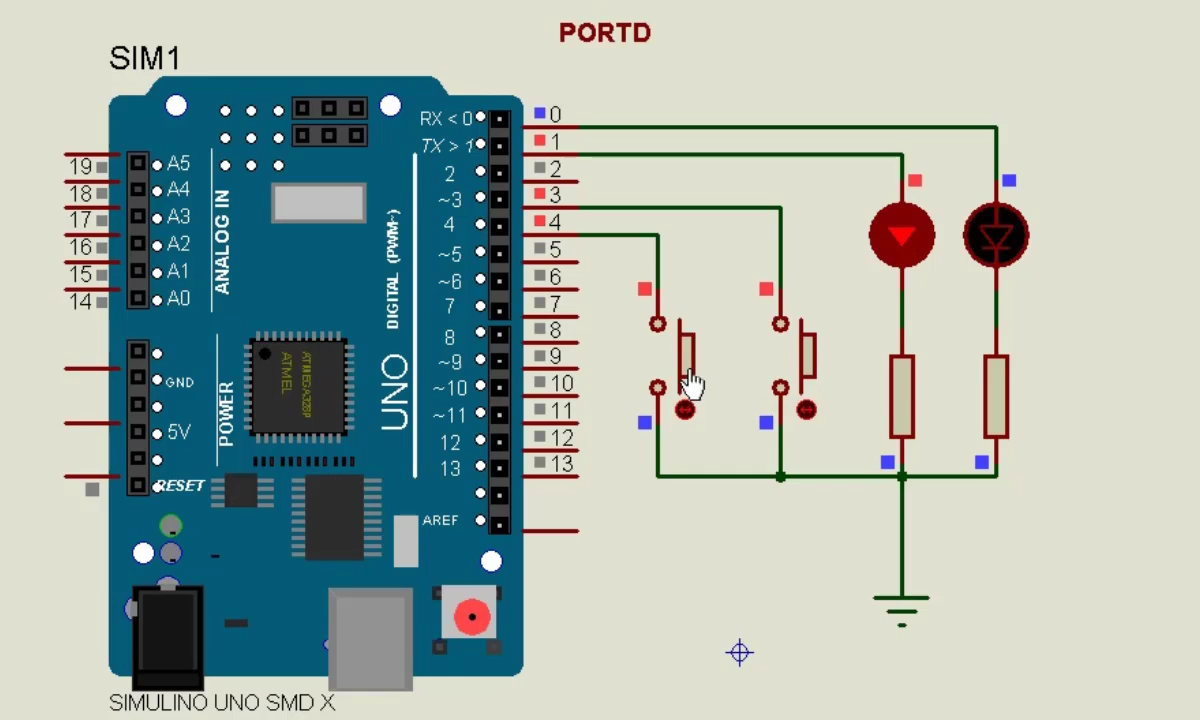 PORTD
SIM1
RX < 0
0
TX > 1
1
2
2
~3
3
4
4
~5
5
~6
6
7
7
8
8
~9
9
~10
10
~11
11
12
12
13
13
AREF
19
A5
18
A4
17
A3
16
A2
15
A1
14
A0
ANALOG IN
DIGITAL (PWM~)
UNO
POWER
GND
5V
RESET
ATMEL
ATMEGA328P
SIMULINO UNO SMD X